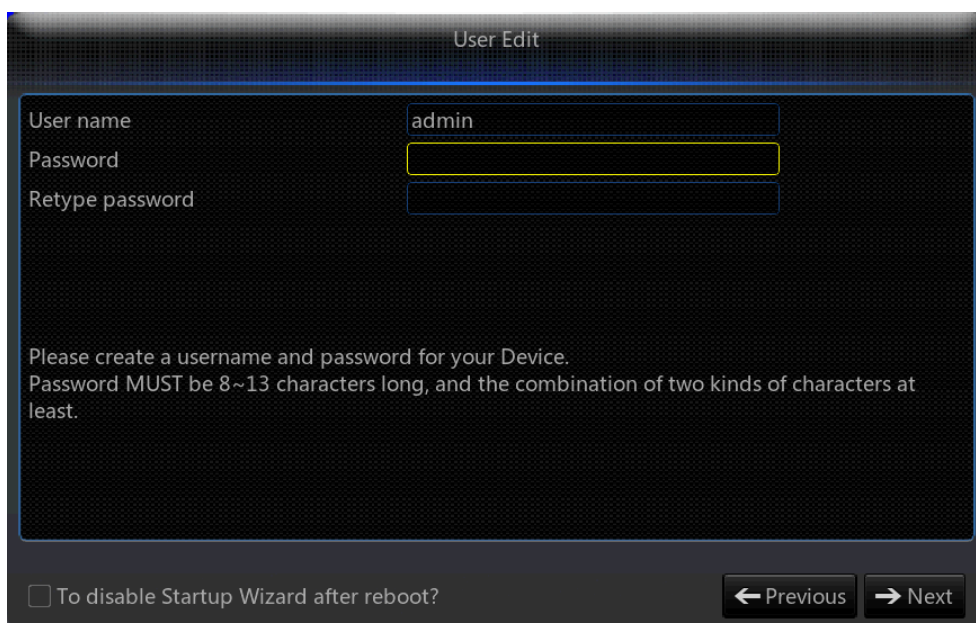 User Edit
User name admin
Password
Retype password
Please create a username and password for your Device.
Password MUST be 8~13 characters long, and the combination of two kinds of characters at
least.
To disable Startup Wizard after reboot? Previous Next